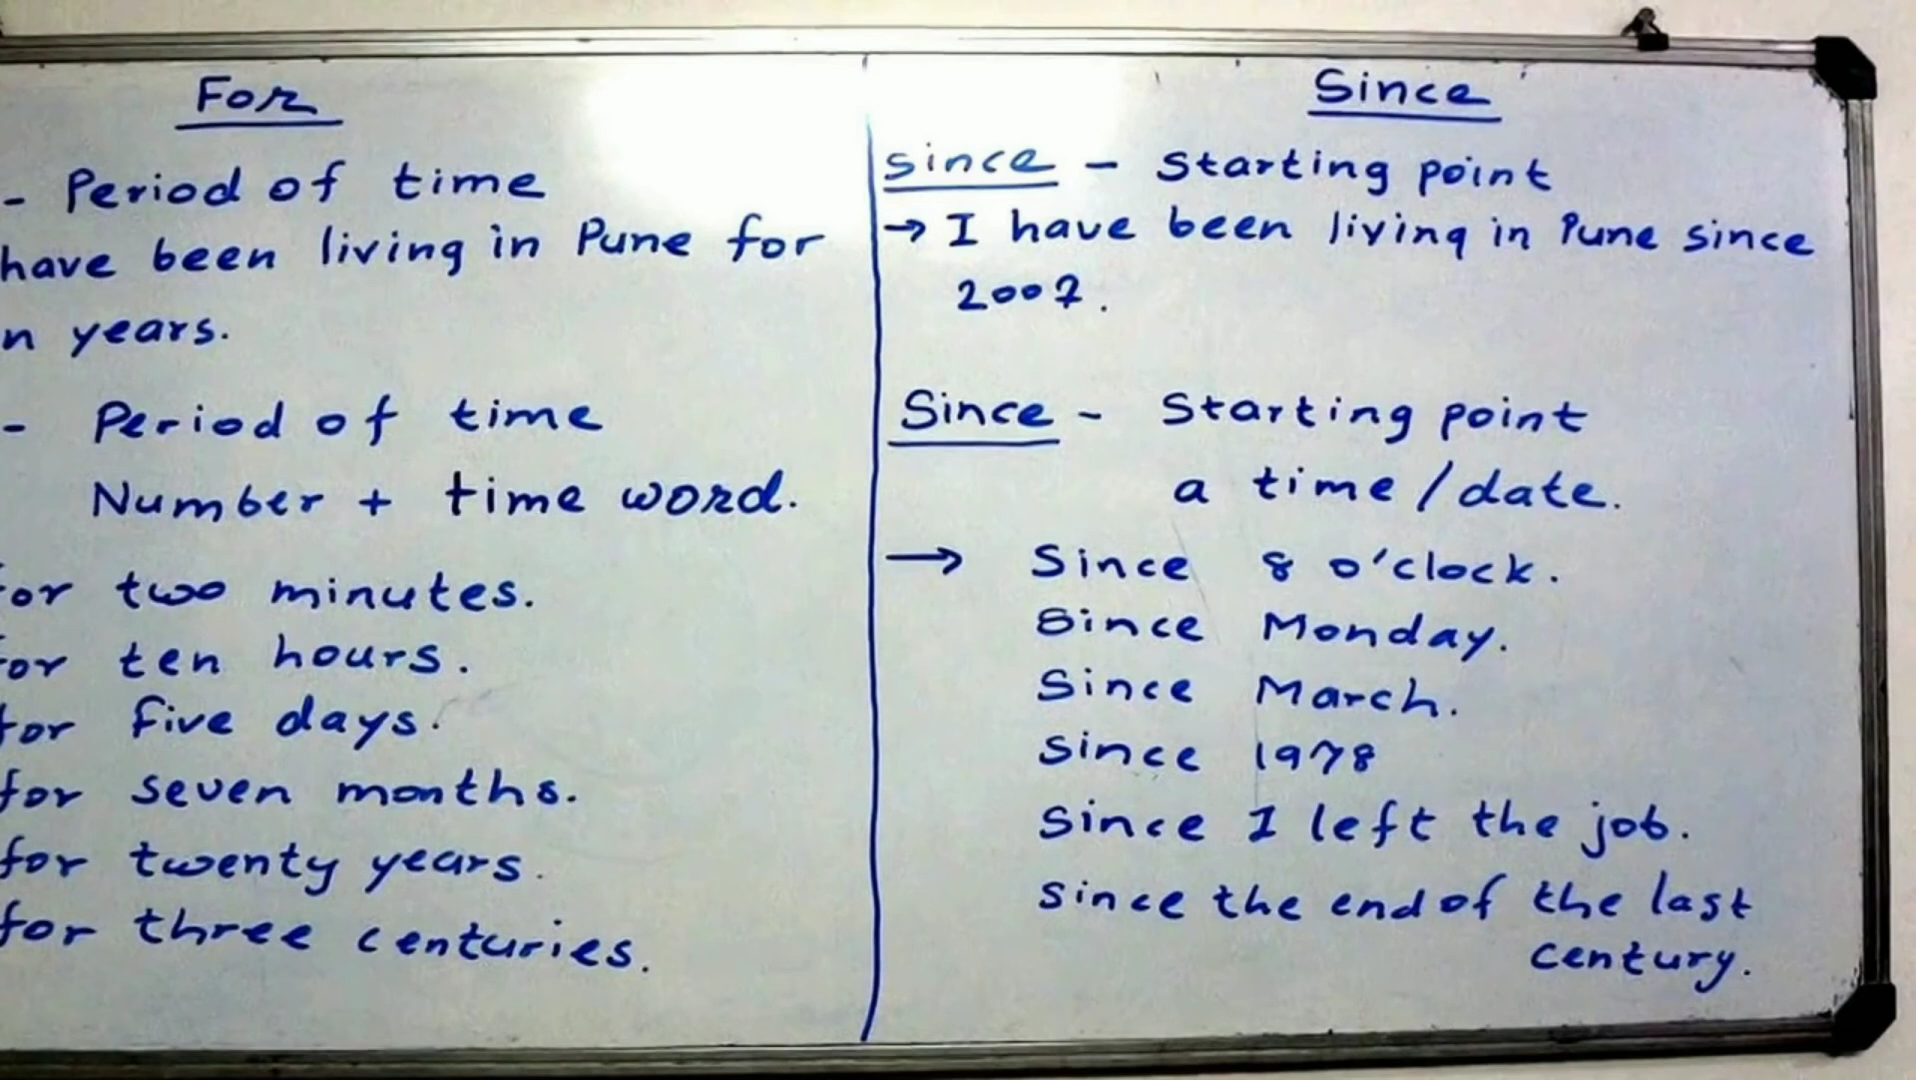 For
- Period of time
have been living in Pune for
n years.
- Period of time
Number + time word.
for two minutes.
for ten hours.
for five days.
for seven months.
for twenty years.
for three centuries.
Since
since - starting point
→ I have been living in Pune since
2007.
Since - Starting point
a time/date.
→ Since 8 o'clock.
Since Monday.
Since March.
Since 1978
Since I left the job.
Since the end of the last
century.